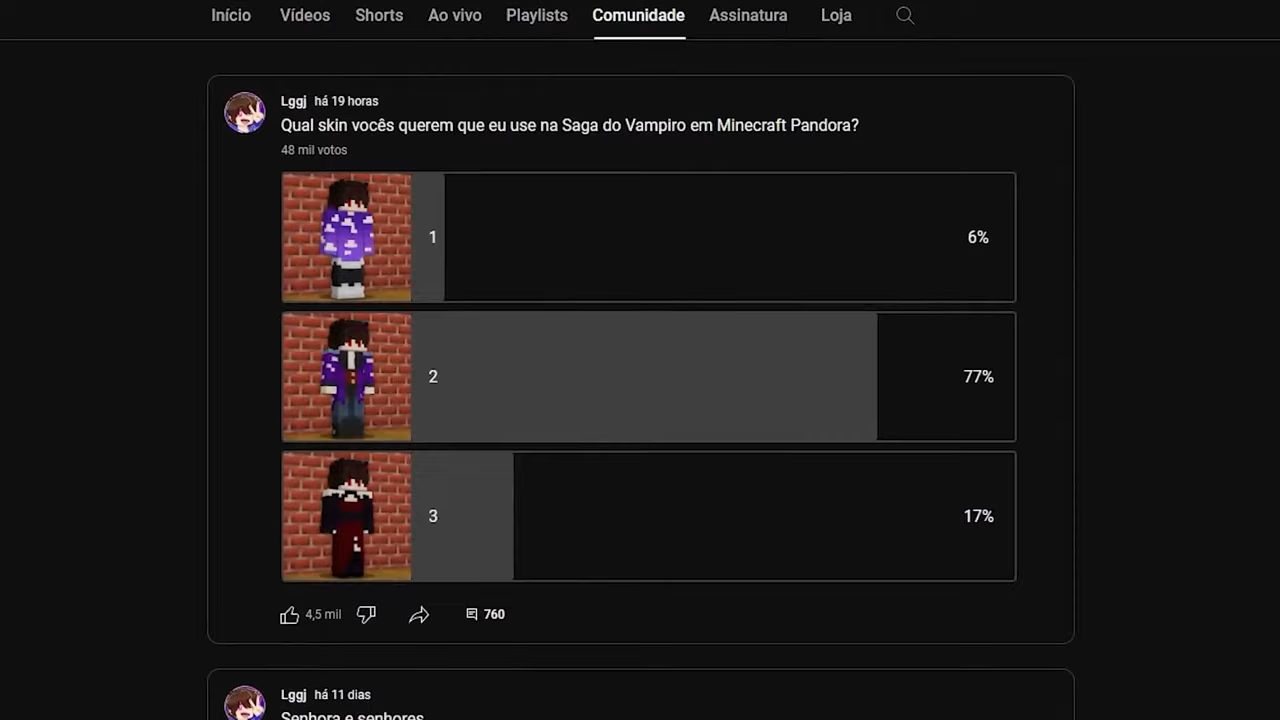 Início Vídeos Shorts Ao vivo Playlists Comunidade Assinatura Loja
Lggj há 19 horas
Qual skin vocês querem que eu use na Saga do Vampiro em Minecraft Pandora?
48 mil votos
1 6%
2 77%
3 17%
4,5 mil 760
Lggj há 11 dias
Senhora e senhores